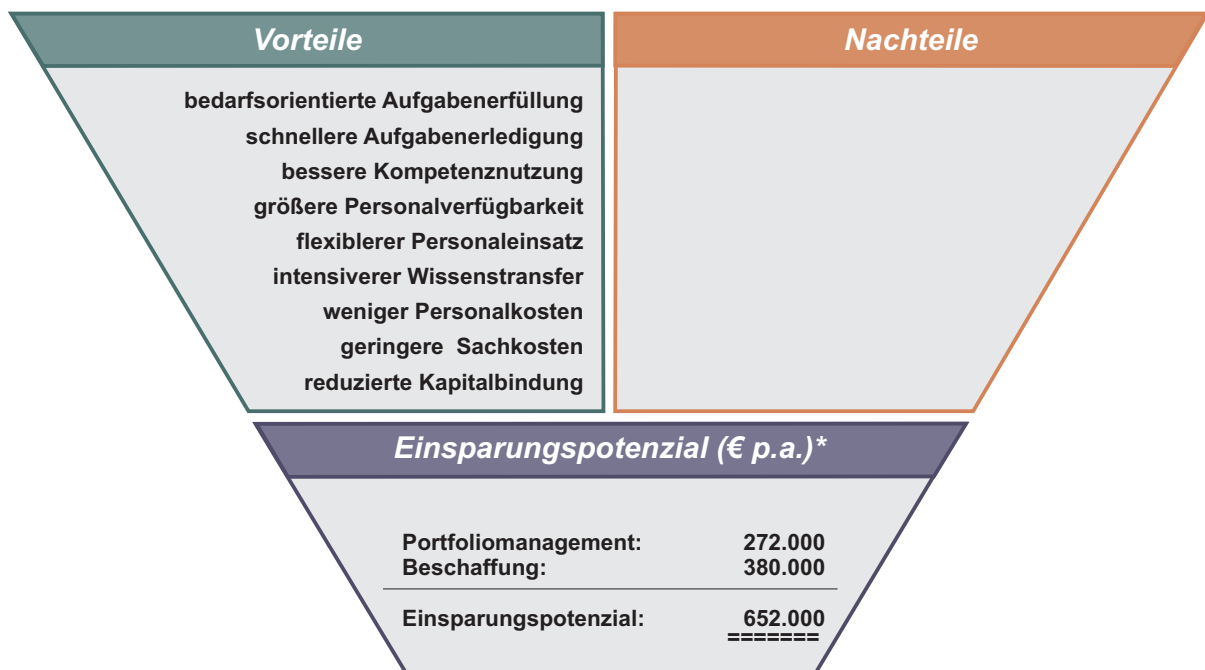 Vorteile
Nachteile
bedarfsorientierte Aufgabenerfüllung
schnellere Aufgabenerledigung
bessere Kompetenznutzung
größere Personalverfügbarkeit
flexiblerer Personaleinsatz
intensiverer Wissenstransfer
weniger Personalkosten
geringere Sachkosten
reduzierte Kapitalbindung
Einsparungspotenzial (€ p.a.)*
Portfoliomanagement: 272.000
Beschaffung: 380.000
Einsparungspotenzial: 652.000
=======